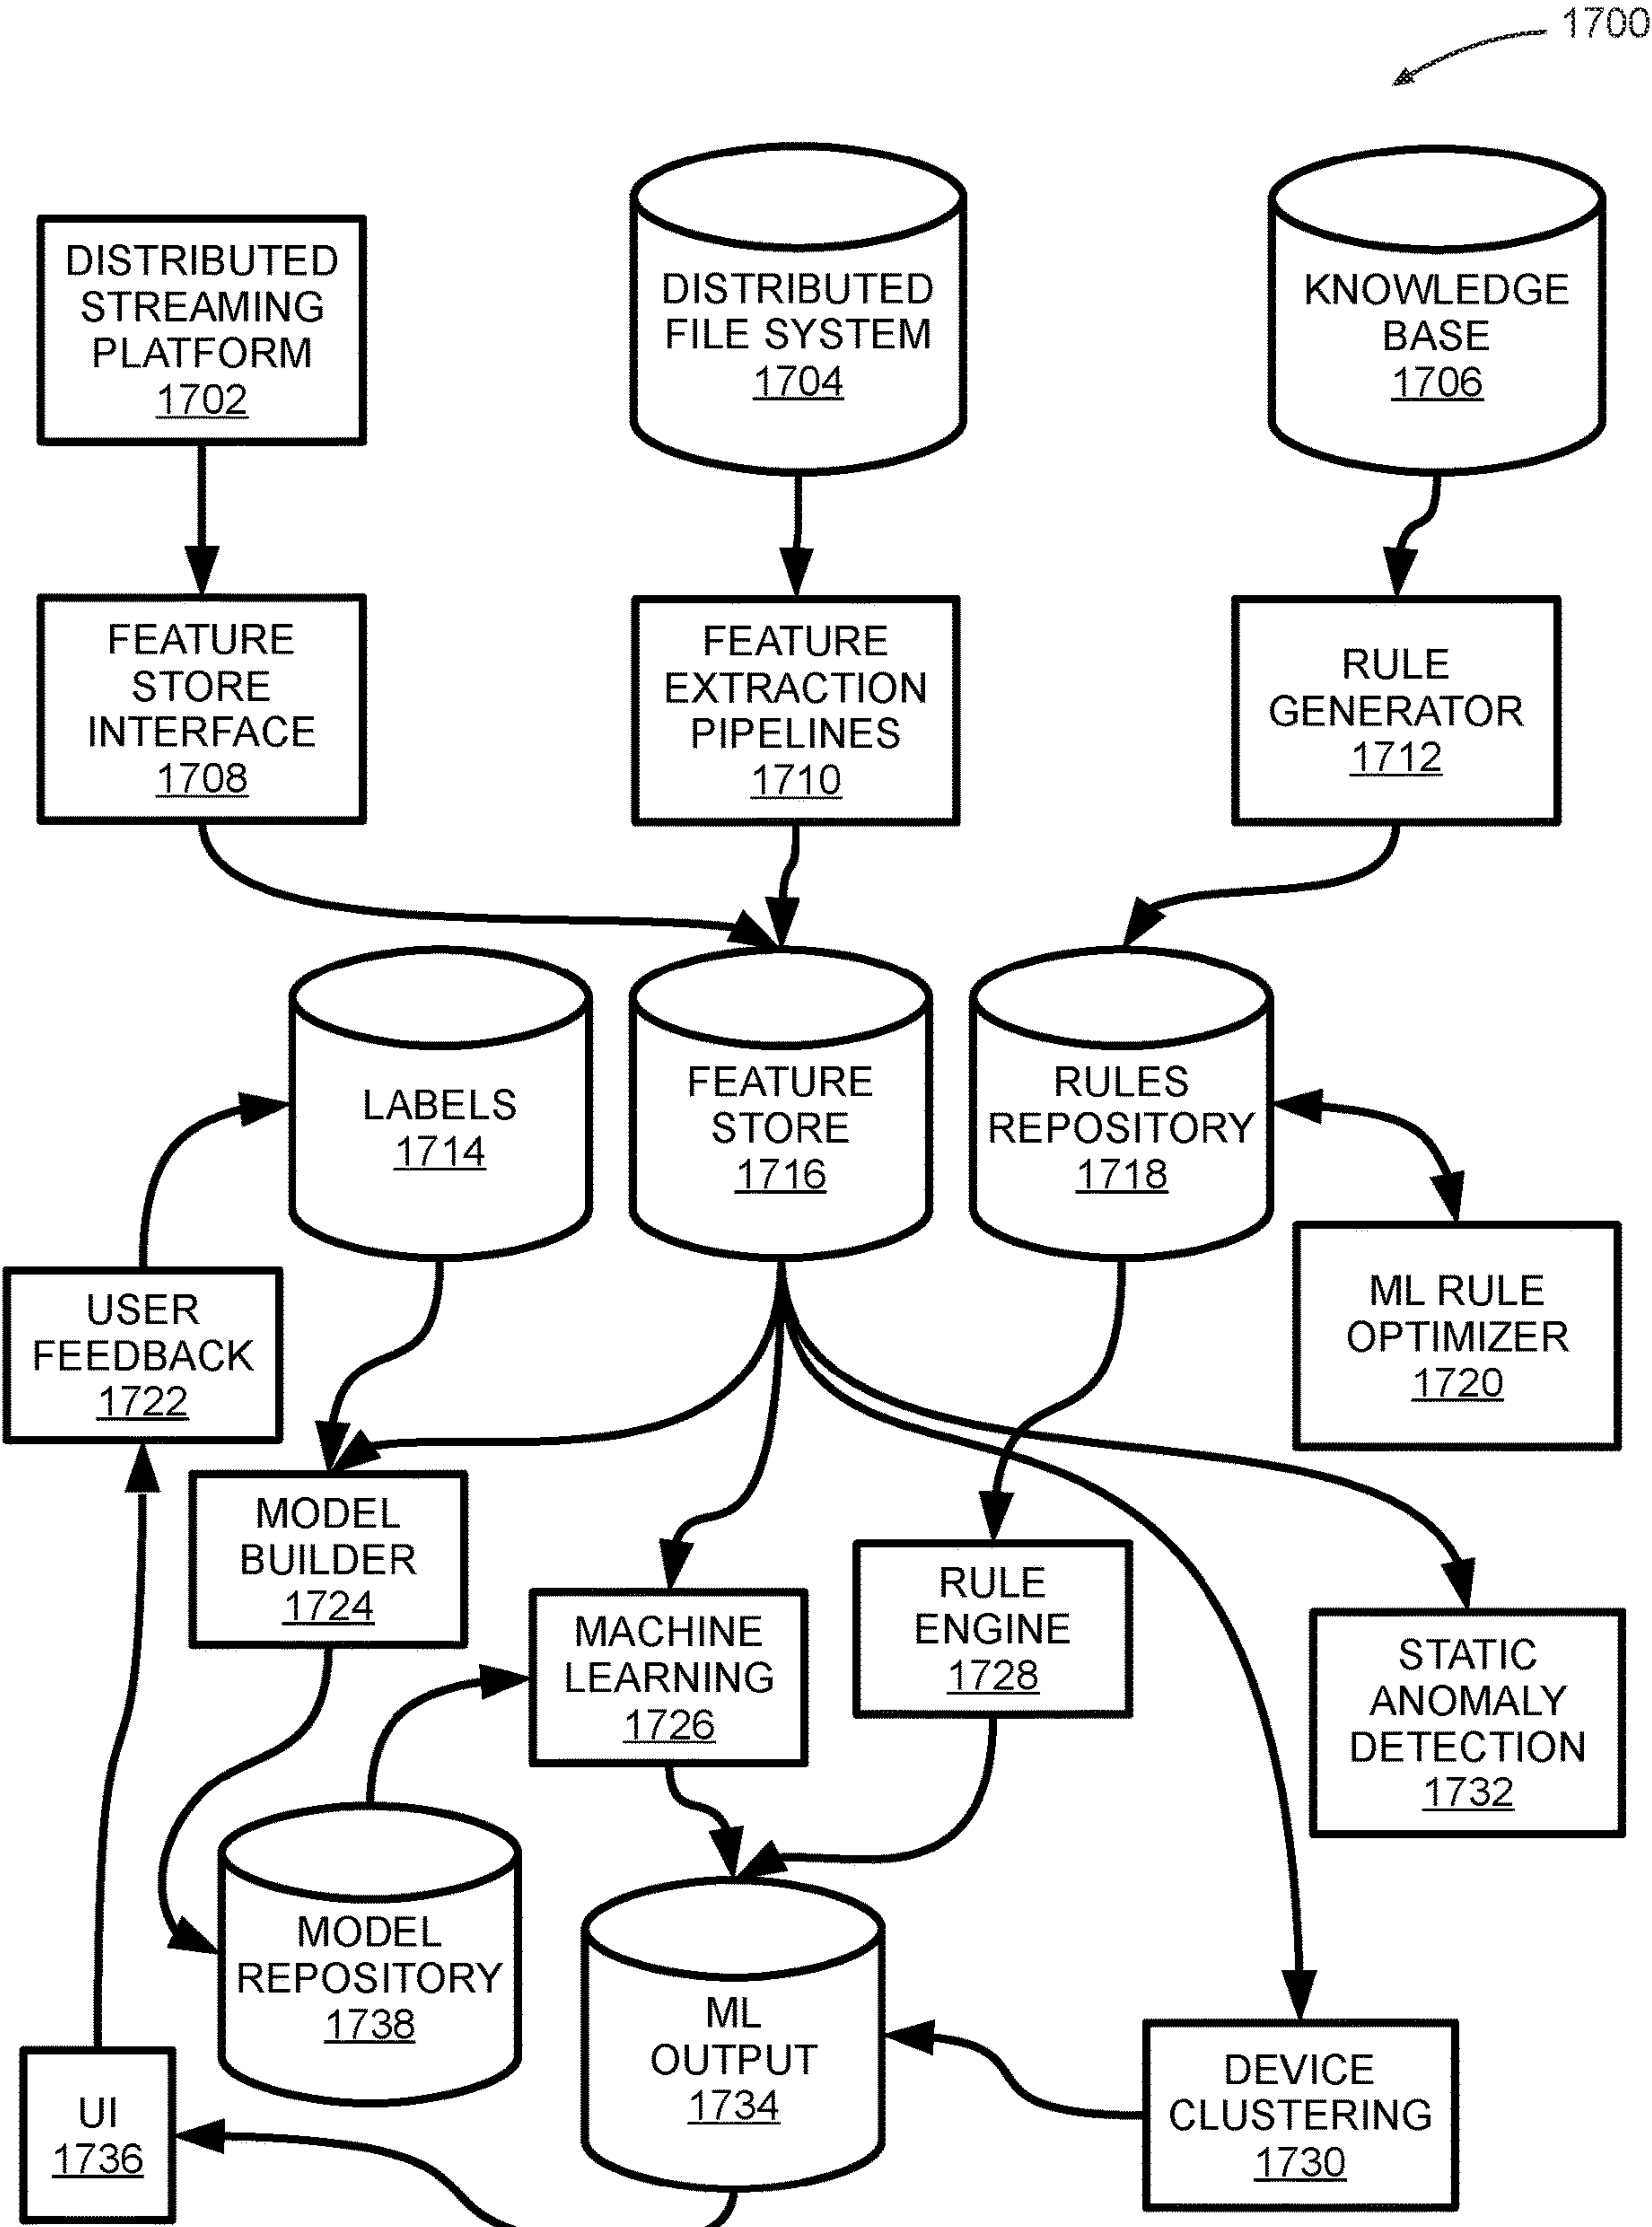 1700
DISTRIBUTED
STREAMING
PLATFORM
1702
DISTRIBUTED
FILE SYSTEM
1704
KNOWLEDGE
BASE
1706
FEATURE
STORE
INTERFACE
1708
FEATURE
EXTRACTION
PIPELINES
1710
RULE
GENERATOR
1712
LABELS
1714
FEATURE
STORE
1716
RULES
REPOSITORY
1718
ML RULE
OPTIMIZER
1720
USER
FEEDBACK
1722
MODEL
BUILDER
1724
MACHINE
LEARNING
1726
RULE
ENGINE
1728
STATIC
ANOMALY
DETECTION
1732
MODEL
REPOSITORY
1738
ML
OUTPUT
1734
DEVICE
CLUSTERING
1730
UI
1736